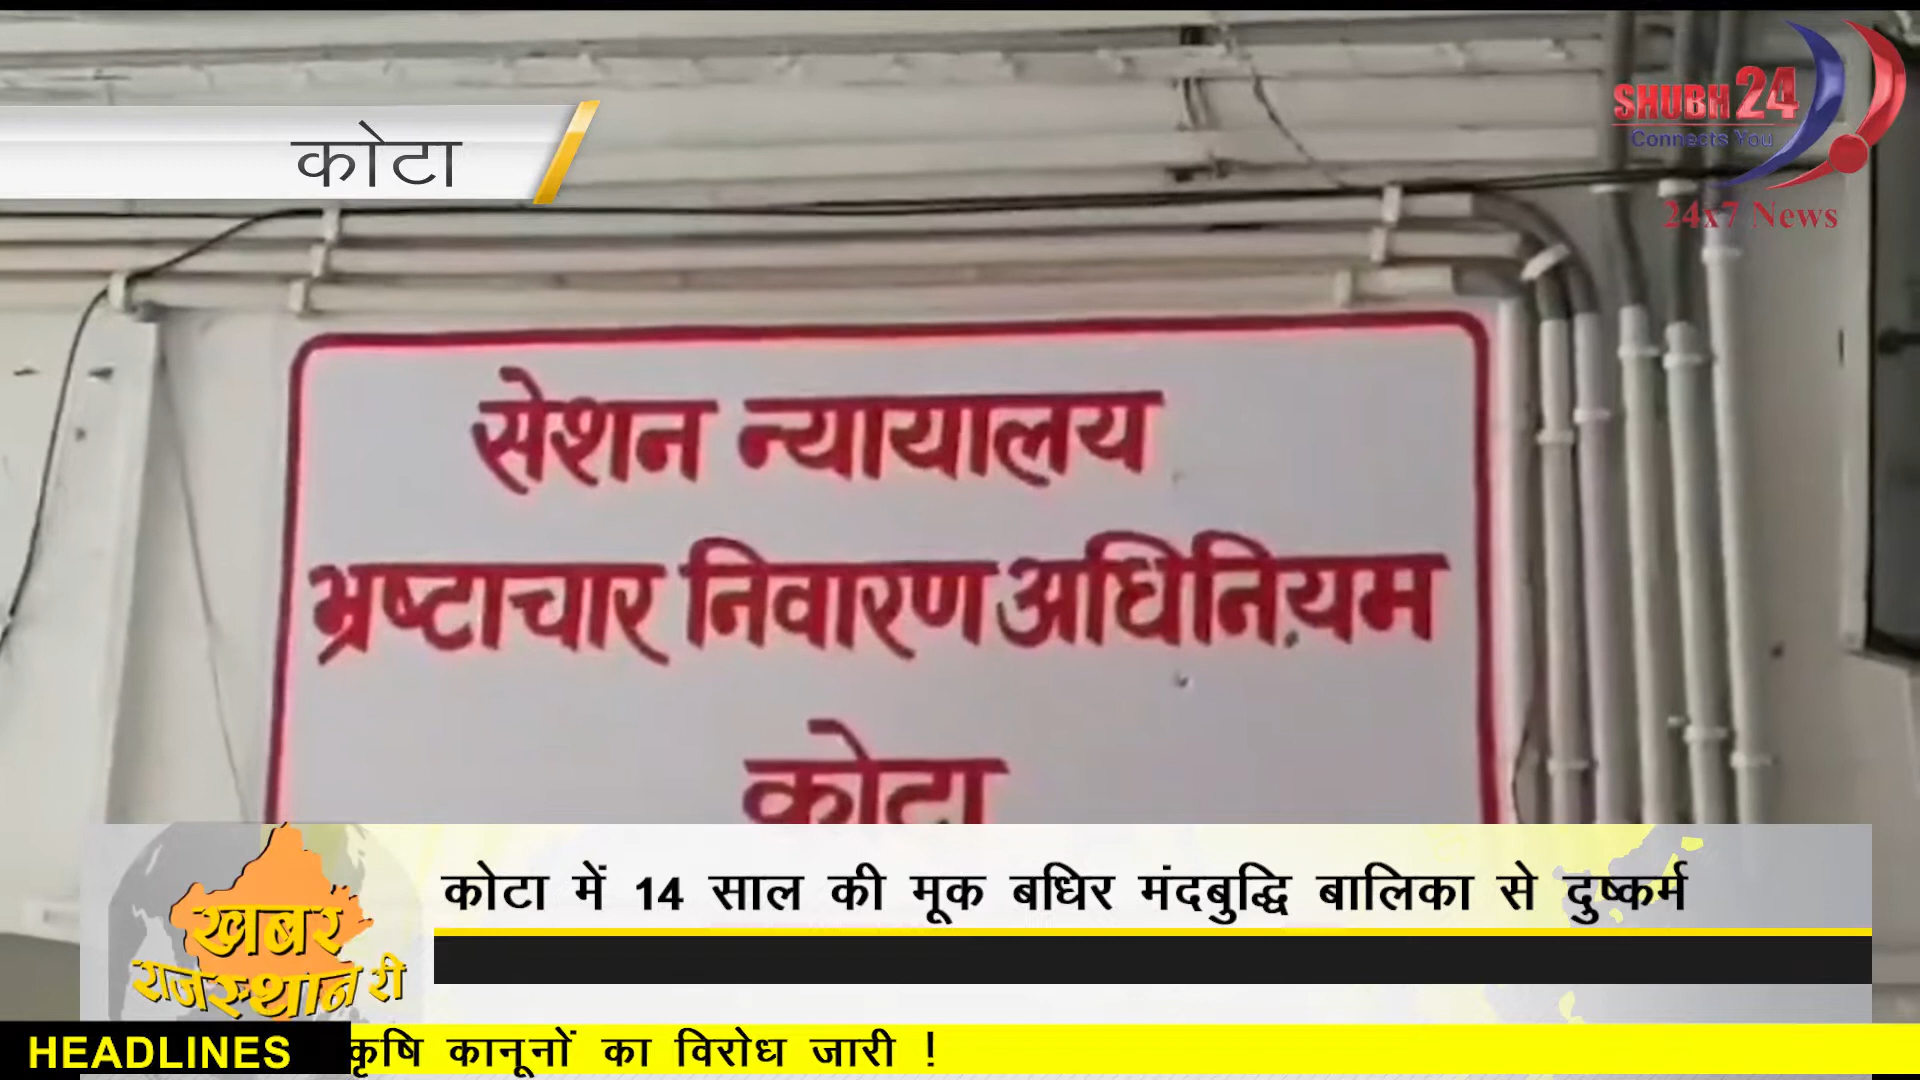 SHUBH 24
Connects You
24x7 News
कोटा
सेशन न्यायालय
भ्रष्टाचार निवारण अधिनियम
कोटा
कोटा में 14 साल की मूक बधिर मंदबुद्धि बालिका से दुष्कर्म
खबर
राजस्थान री
HEADLINES
कृषि कानूनों का विरोध जारी !